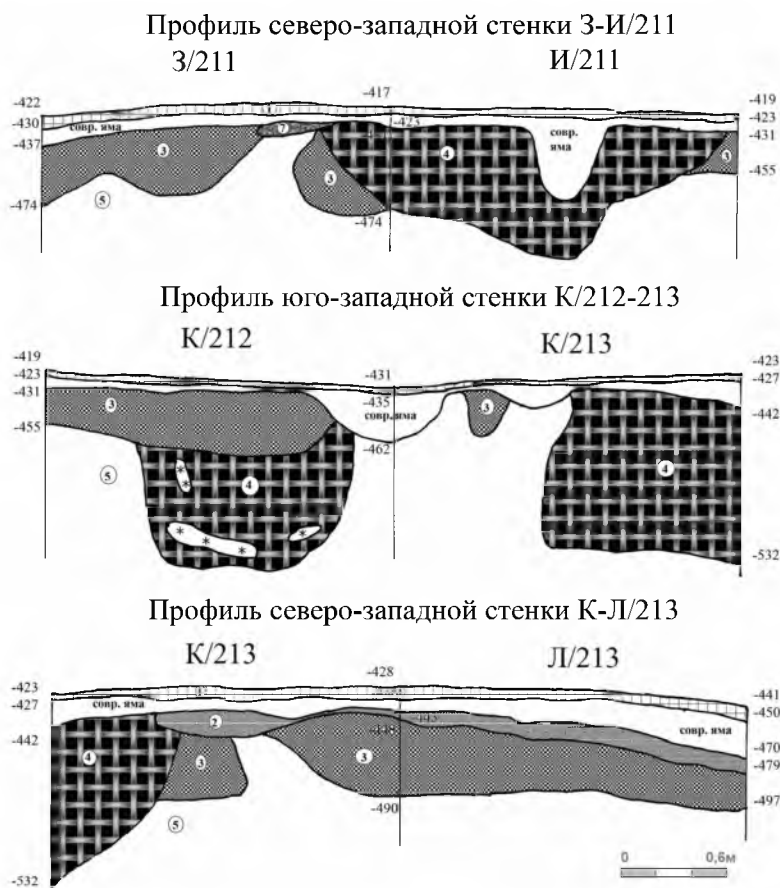 Профиль северо-западной стенки З-И/211
З/211 И/211
-417
-422 -419
-430 совр. яма -423 -423
-437 совр. яма -431
3 4 3
-455
-474 5 -474
Профиль юго-западной стенки К/212-213
К/212 К/213
-419 -423
-423 -431 -427
-431 3 -435 3
совр. яма -442
-455 -462
5 4 4
* *
* * * *
-532
Профиль северо-западной стенки К-Л/213
К/213 Л/213
-428
-423 -441
-427 совр. яма -450
2
-442 4 3 3 совр. яма -470
-479
5 -490 -497
-532
0 0,6м